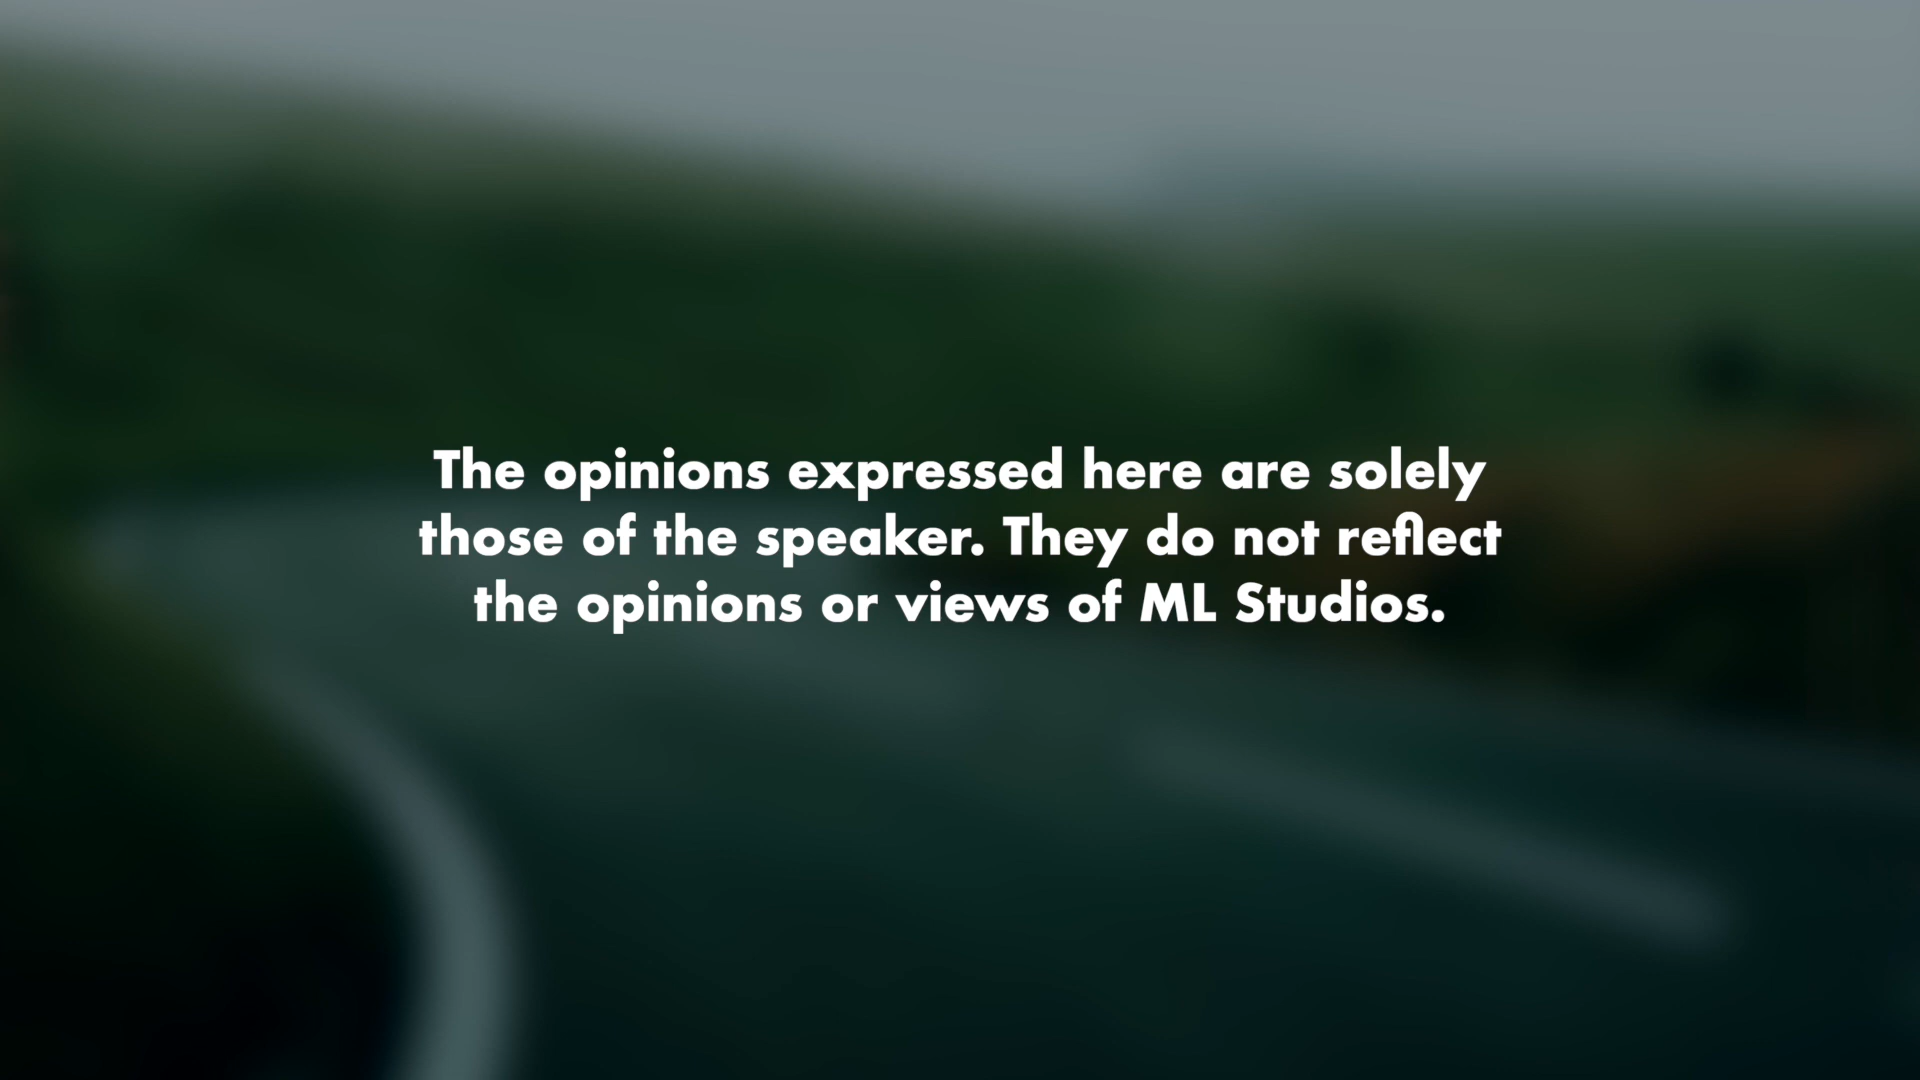 The opinions expressed here are solely
those of the speaker. They do not reflect
the opinions or views of ML Studios.